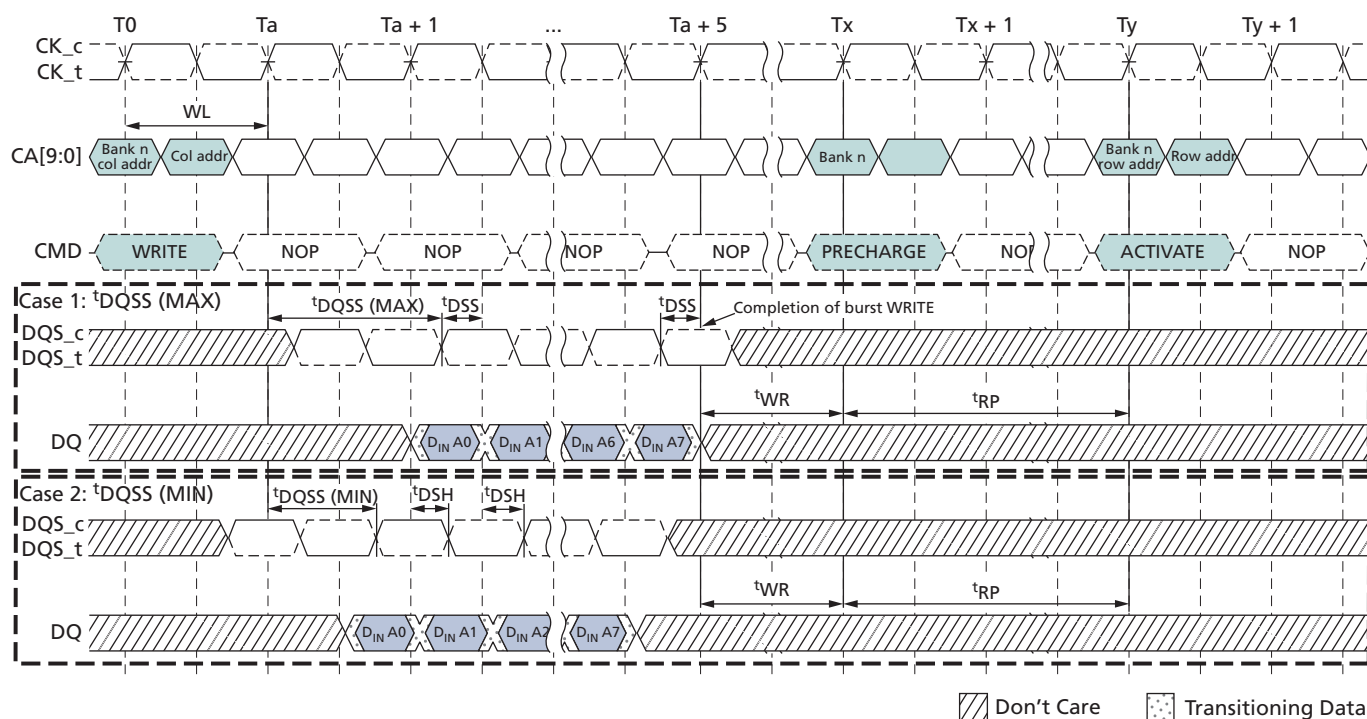 T0 Ta Ta + 1 ... Ta + 5 Tx Tx + 1 Ty Ty + 1
CK_c
CK_t
WL
CA[9:0] Bank n col addr Col addr Bank n Bank n row addr Row addr
CMD WRITE NOP NOP NOP NOP PRECHARGE NOP ACTIVATE NOP
Case 1: tDQSS (MAX) tDQSS (MAX) tDSS tDSS Completion of burst WRITE
DQS_c
DQS_t
tWR tRP
DQ DIN A0 DIN A1 DIN A6 DIN A7
Case 2: tDQSS (MIN) tDQSS (MIN) tDSH tDSH
DQS_c
DQS_t
tWR tRP
DQ DIN A0 DIN A1 DIN A2 DIN A7
Don't Care Transitioning Data